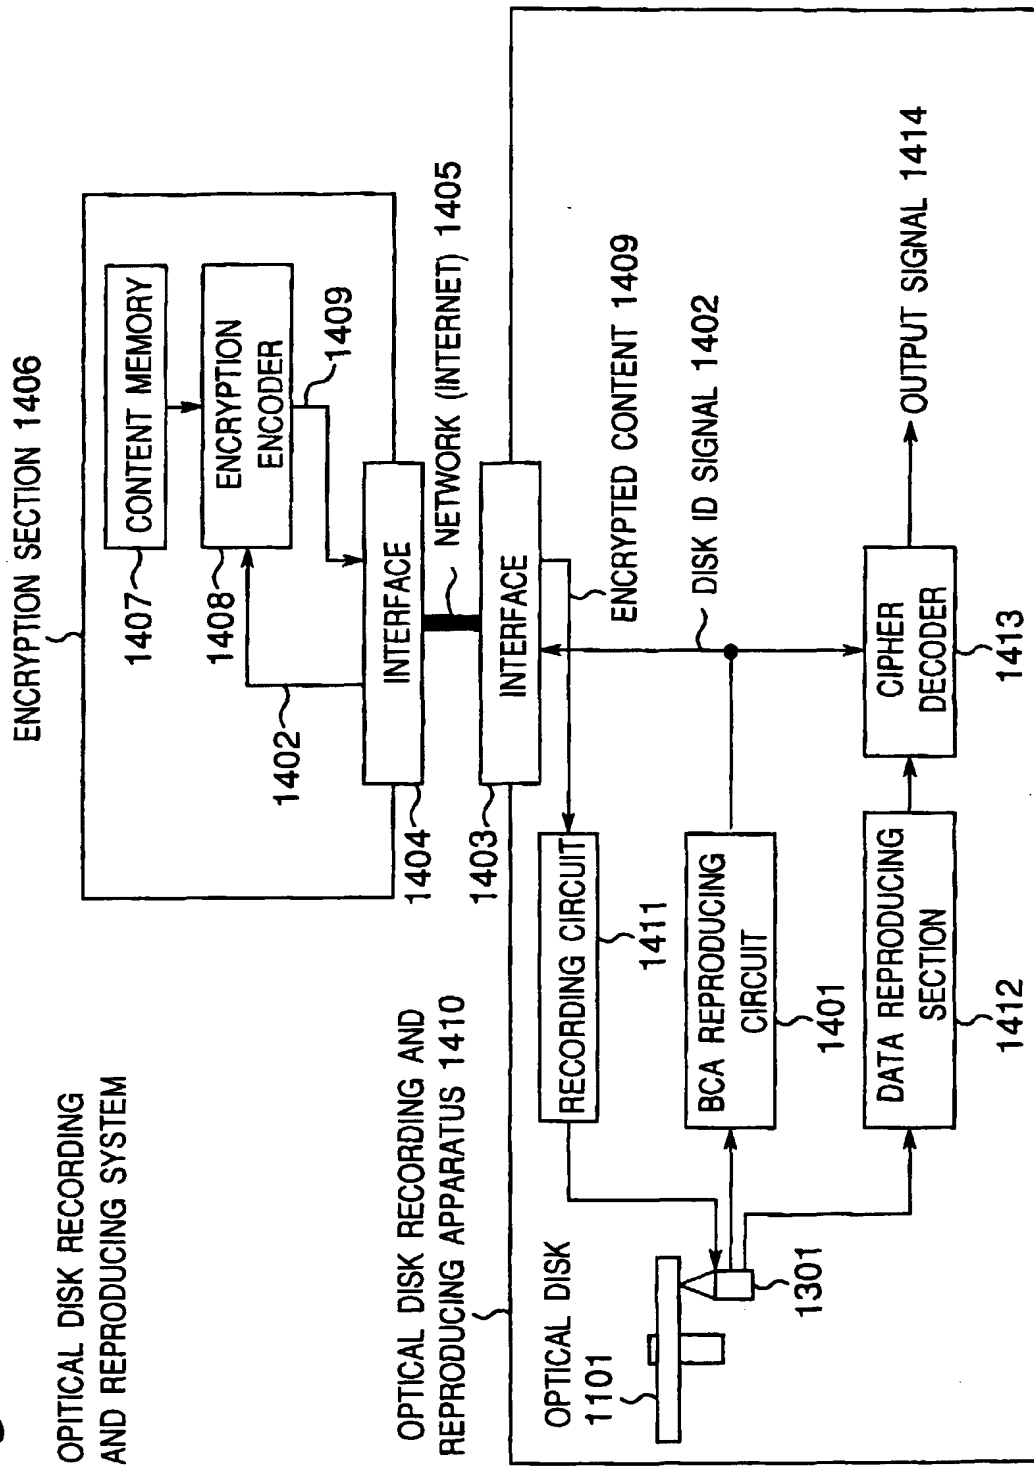 OPITICAL DISK RECORDING
AND REPRODUCING SYSTEM
ENCRYPTION SECTION 1406
1407
CONTENT MEMORY
1408
ENCRYPTION
ENCODER
1402
1409
1404
INTERFACE
NETWORK (INTERNET) 1405
1403
INTERFACE
OPTICAL DISK RECORDING AND
REPRODUCING APPARATUS 1410
OPTICAL DISK
1101
1301
RECORDING CIRCUIT
1411
ENCRYPTED CONTENT 1409
BCA REPRODUCING
CIRCUIT
1401
DISK ID SIGNAL 1402
DATA REPRODUCING
SECTION
1412
CIPHER
DECODER
1413
OUTPUT SIGNAL 1414